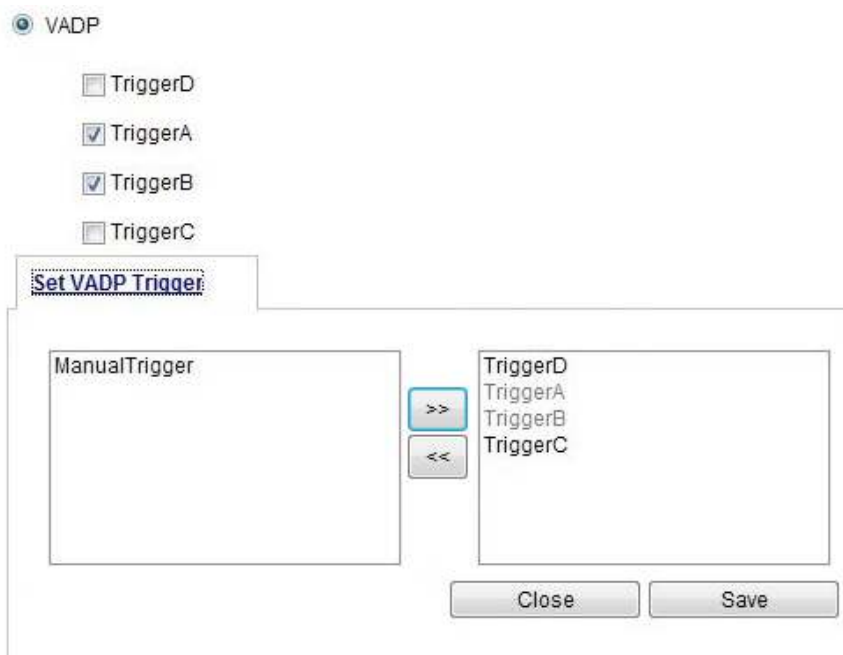 VADP
TriggerD
TriggerA
TriggerB
TriggerC
Set VADP Trigger
ManualTrigger
>>
<<
TriggerD
TriggerA
TriggerB
TriggerC
Close
Save